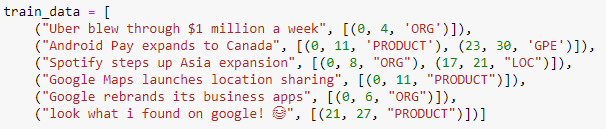 train_data = [
    ("Uber blew through $1 million a week", [(0, 4, 'ORG')]),
    ("Android Pay expands to Canada", [(0, 11, 'PRODUCT'), (23, 30, 'GPE')]),
    ("Spotify steps up Asia expansion", [(0, 8, "ORG"), (17, 21, "LOC")]),
    ("Google Maps launches location sharing", [(0, 11, "PRODUCT")]),
    ("Google rebrands its business apps", [(0, 6, "ORG")]),
    ("look what i found on google! 😂", [(21, 27, "PRODUCT")])]